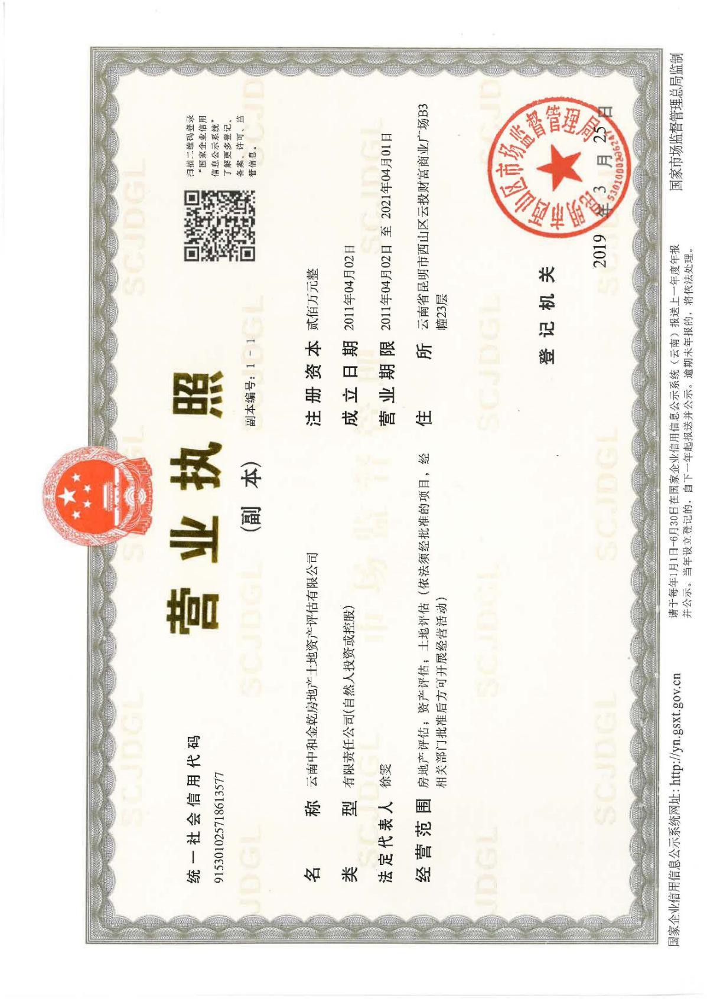 营业执照
(副 本)
副本编号: 1 - 1
统一社会信用代码
915301025718613577
扫描二维码登录
“国家企业信用
信息公示系统”
了解更多登记、
备案、许可、监
管信息。
名 称 云南中和金乾房地产土地资产评估有限公司
类 型 有限责任公司(自然人投资或控股)
法定代表人 徐雯
经营范围 房地产评估; 资产评估; 土地评估 (依法须经批准的项目, 经
相关部门批准后方可开展经营活动)
注册资本 贰佰万元整
成立日期 2011年04月02日
营业期限 2011年04月02日 至 2021年04月01日
住 所 云南省昆明市西山区云投财富商业广场B3
幢23层
登记机关
昆明市西山区市场监督管理局
5301000296247
2019 年 3 月 25 日
国家企业信用信息公示系统网址: http://yn.gsxt.gov.cn
请于每年1月1日-6月30日在国家企业信用信息公示系统 (云南) 报送上一年度年报
并公示。当年设立登记的, 自下一年起报送并公示。逾期未年报的, 将依法处理。
国家市场监督管理总局监制
SCJDGL
市场监督管理